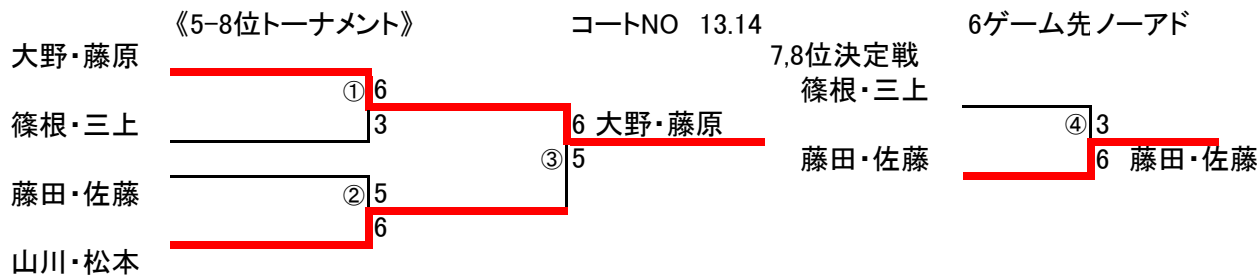 《5-8位トーナメント》 コートNO 13.14 6ゲーム先 ノーアド
大野・藤原 7,8位決定戦
① 6 篠根・三上
篠根・三上 3 6 大野・藤原 ④ 3
③ 5 藤田・佐藤 6 藤田・佐藤
藤田・佐藤 ② 5
6
山川・松本